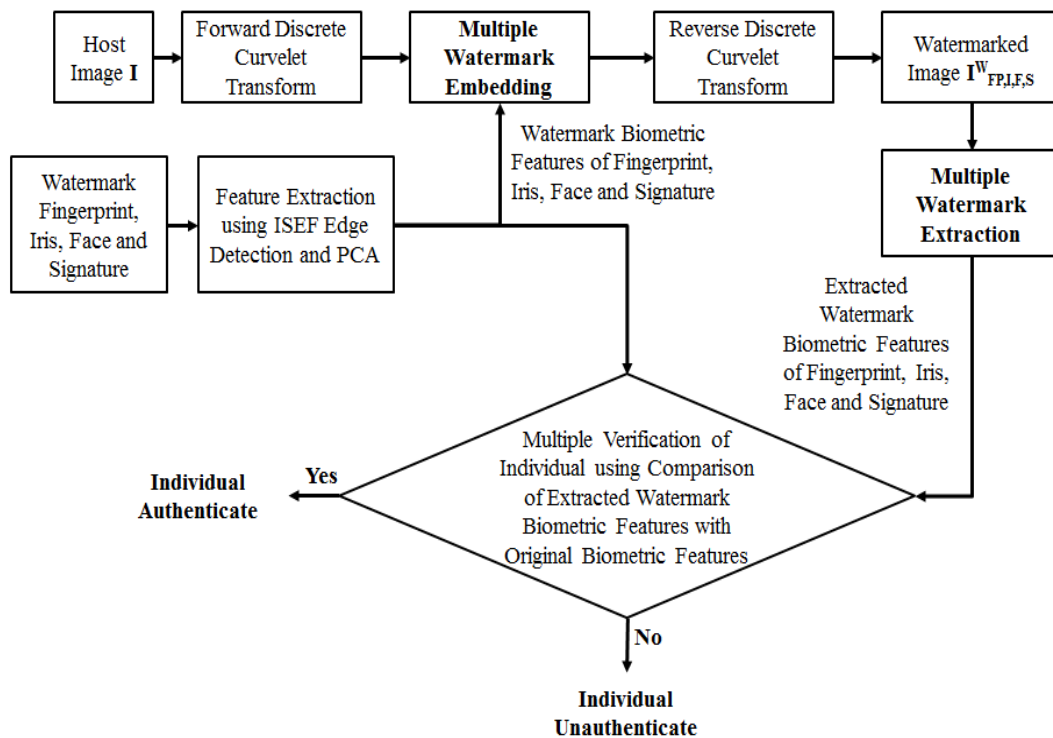 Host
Image I
Forward Discrete
Curvelet
Transform
Multiple
Watermark
Embedding
Reverse Discrete
Curvelet
Transform
Watermarked
Image I^W_FP,I,F,S
Watermark
Fingerprint,
Iris, Face and
Signature
Feature Extraction
using ISEF Edge
Detection and PCA
Watermark Biometric
Features of Fingerprint,
Iris, Face and Signature
Multiple
Watermark
Extraction
Extracted
Watermark
Biometric Features
of Fingerprint, Iris,
Face and Signature
Multiple Verification of
Individual using Comparison
of Extracted Watermark
Biometric Features with
Original Biometric Features
Yes
Individual
Authenticate
No
Individual
Unauthenticate